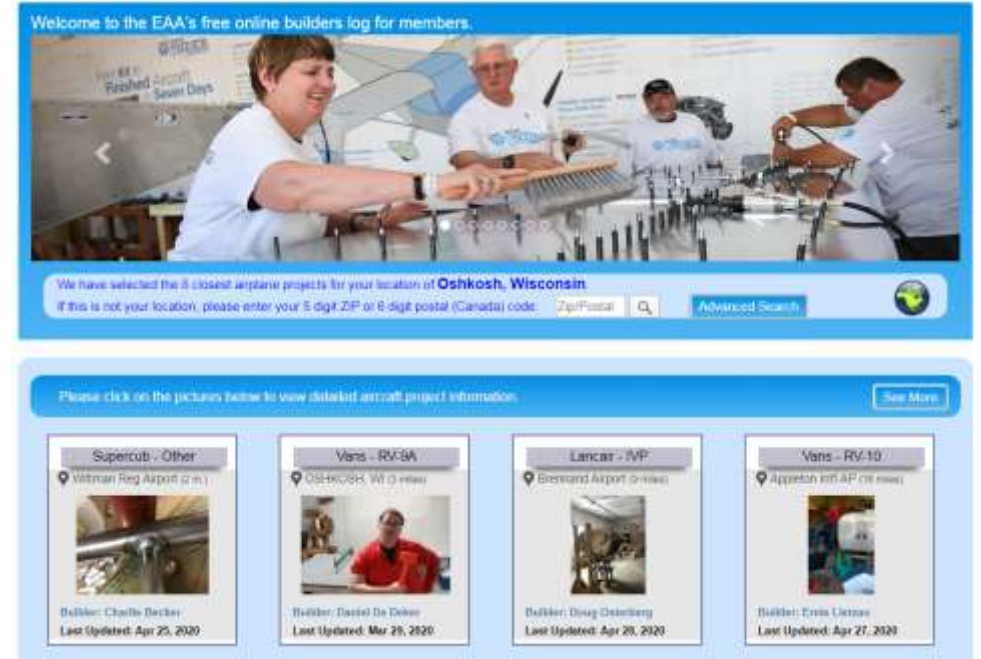 Welcome to the EAA's free online builders log for members.
Finished Aircraft
Seven Days
We have selected the 8 closest airplane projects for your location of Oshkosh, Wisconsin.
If this is not your location, please enter your 5 digit ZIP or 6 digit postal (Canada) code:
Zip/Postal
Advanced Search
Please click on the pictures below to view detailed aircraft project information.
See More
Supercub - Other
Vans - RV-9A
Lancair - IVP
Vans - RV-10
Wittman Reg Airport (2 m.)
OSHKOSH, WI (3 miles)
Brennand Airport (9 miles)
Appleton Intl AP
Builder: Charlie Becker
Builder: Daniel De Deker
Builder: Doug Osterberg
Builder: Ernie
Last Updated: Apr 25, 2020
Last Updated: Mar 29, 2020
Last Updated: Apr 28, 2020
Last Updated: Apr 27, 2020